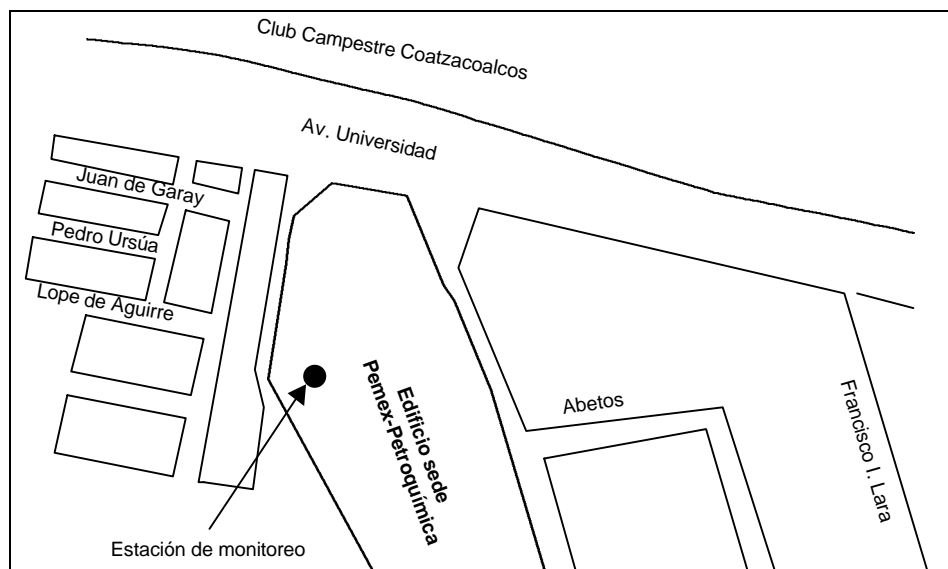 Club Campestre Coatzacoalcos
Av. Universidad
Juan de Garay
Pedro Ursúa
Lope de Aguirre
Edificio sede
Pemex-Petroquímica
Abetos
Francisco I. Lara
Estación de monitoreo